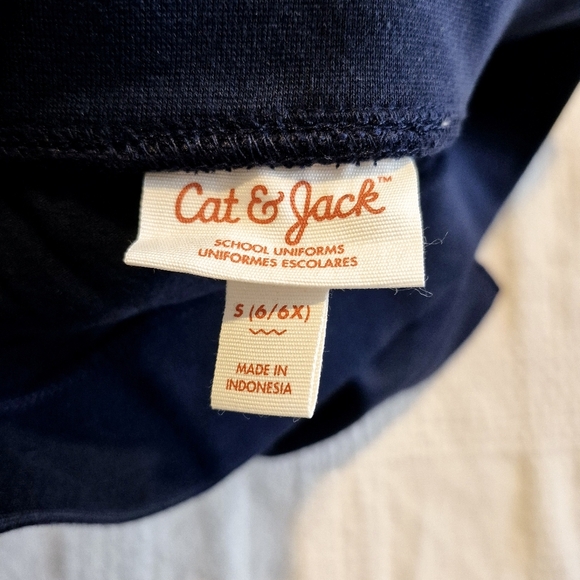 Cat & Jack™
SCHOOL UNIFORMS
UNIFORMES ESCOLARES
S (6/6X)
MADE IN
INDONESIA